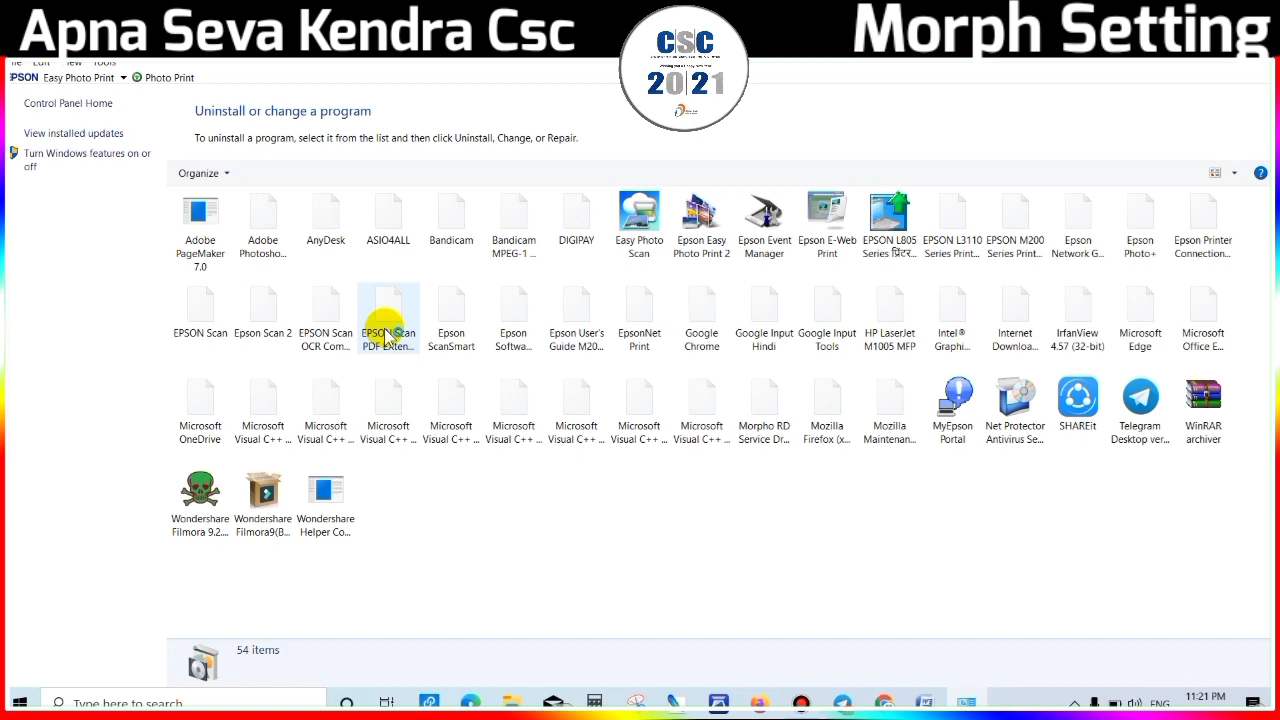 Apna Seva Kendra Csc
CSC
20|21
Morph Setting
Edit View Tools
EPSON Easy Photo Print Photo Print
Control Panel Home
View installed updates
Turn Windows features on or
off
Uninstall or change a program
To uninstall a program, select it from the list and then click Uninstall, Change, or Repair.
Organize
Adobe PageMaker 7.0
Adobe Photosho...
AnyDesk
ASIO4ALL
Bandicam
Bandicam MPEG-1 ...
DIGIPAY
Easy Photo Scan
Epson Easy Photo Print 2
Epson Event Manager
Epson E-Web Print
EPSON L805 Series प्रिंटर...
EPSON L3110 Series Print...
EPSON M200 Series Print...
Epson Network G...
Epson Photo+
Epson Printer Connection...
EPSON Scan
Epson Scan 2
EPSON Scan OCR Com...
EPSON Scan PDF EXten...
Epson ScanSmart
Epson Softwa...
Epson User's Guide M20...
EpsonNet Print
Google Chrome
Google Input Hindi
Google Input Tools
HP LaserJet M1005 MFP
Intel® Graphi...
Internet Downloa...
IrfanView 4.57 (32-bit)
Microsoft Edge
Microsoft Office E...
Microsoft OneDrive
Microsoft Visual C++ ...
Microsoft Visual C++ ...
Microsoft Visual C++ ...
Microsoft Visual C++ ...
Microsoft Visual C++ ...
Microsoft Visual C++ ...
Microsoft Visual C++ ...
Microsoft Visual C++ ...
Morpho RD Service Dr...
Mozilla Firefox (x...
Mozilla Maintenan...
MyEpson Portal
Net Protector Antivirus Se...
SHAREit
Telegram Desktop ver...
WinRAR archiver
Wondershare Filmora 9.2....
Wondershare Filmora9(B...
Wondershare Helper Co...
54 items
Type here to search
ENG
11:21 PM